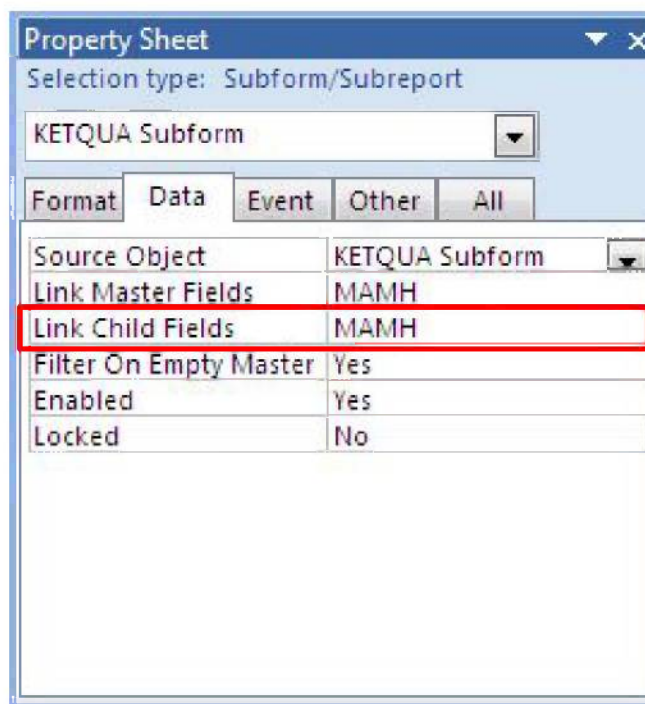 Property Sheet
Selection type: Subform/Subreport
KETQUA Subform
Format Data Event Other All
Source Object KETQUA Subform
Link Master Fields MAMH
Link Child Fields MAMH
Filter On Empty Master Yes
Enabled Yes
Locked No